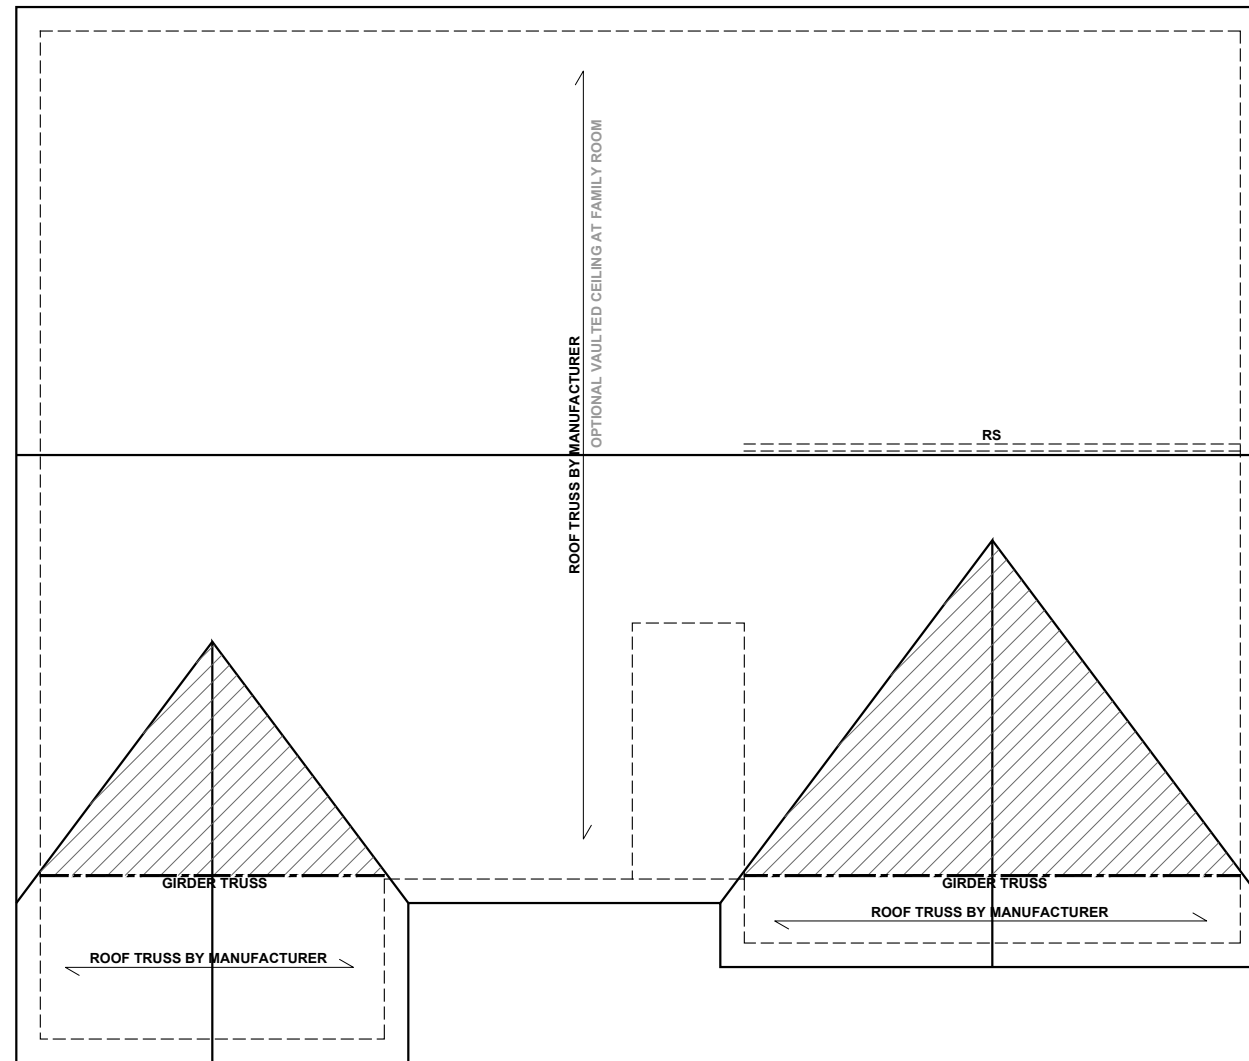 OPTIONAL VAULTED CEILING AT FAMILY ROOM
ROOF TRUSS BY MANUFACTURER
RS
GIRDER TRUSS
GIRDER TRUSS
ROOF TRUSS BY MANUFACTURER
ROOF TRUSS BY MANUFACTURER